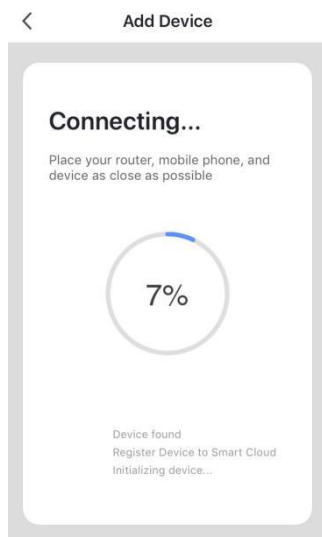 Add Device
Connecting...
Place your router, mobile phone, and
device as close as possible
7%
Device found
Register Device to Smart Cloud
Initializing device...